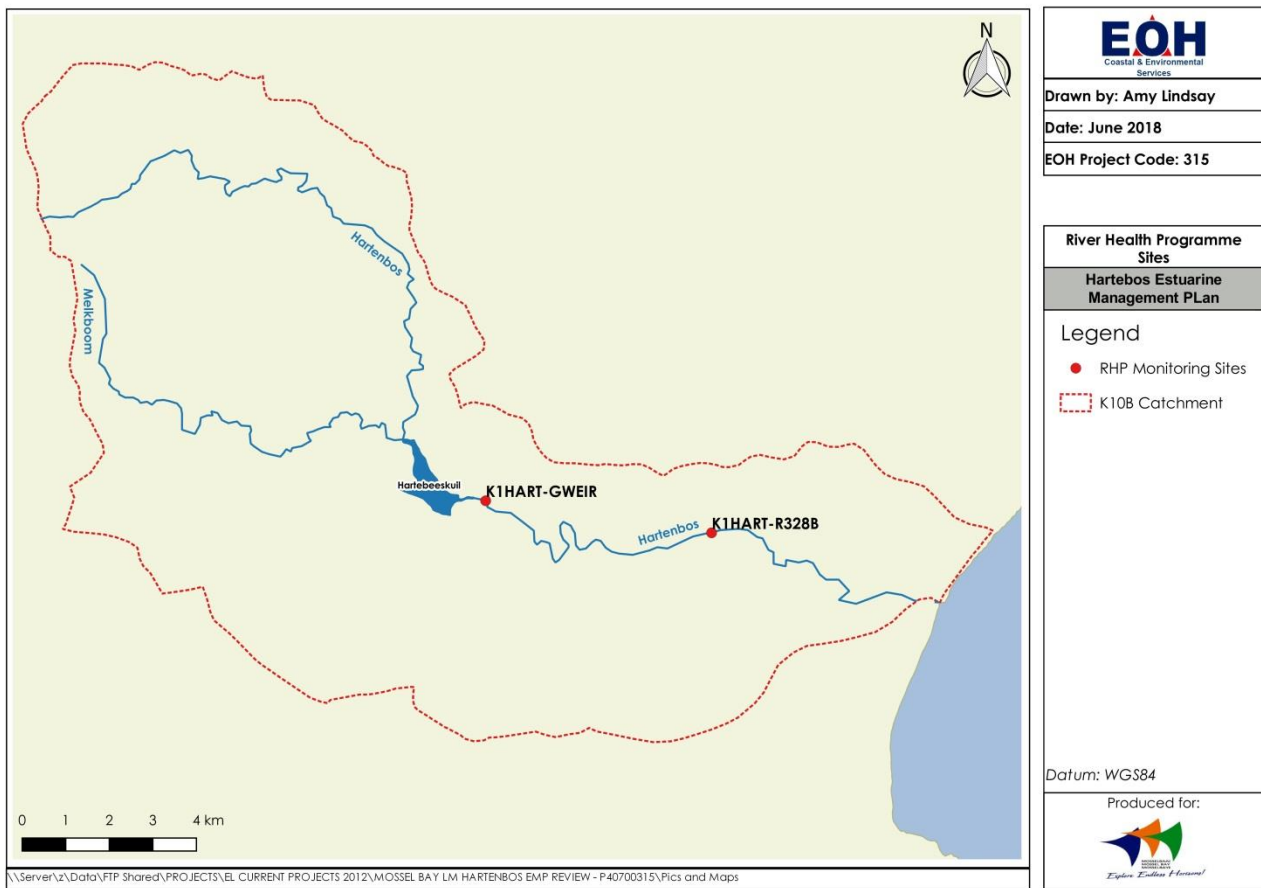 N
Hartenbos
Melkboom
Hartebeeskuil
K1HART-GWEIR
Hartenbos
K1HART-R328B
0 1 2 3 4 km
\\Server\z\Data\FTP Shared\PROJECTS\EL CURRENT PROJECTS 2012\MOSSEL BAY LM HARTENBOS EMP REVIEW - P40700315\Pics and Maps
EOH
Coastal & Environmental
Services
Drawn by: Amy Lindsay
Date: June 2018
EOH Project Code: 315
River Health Programme
Sites
Hartebos Estuarine
Management PLan
Legend
RHP Monitoring Sites
K10B Catchment
Datum: WGS84
Produced for:
MOSSELBAAI
MOSSEL BAY
Explore Endless Horizons!